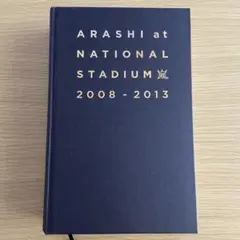 ARASHI at
NATIONAL
STADIUM
2008 - 2013